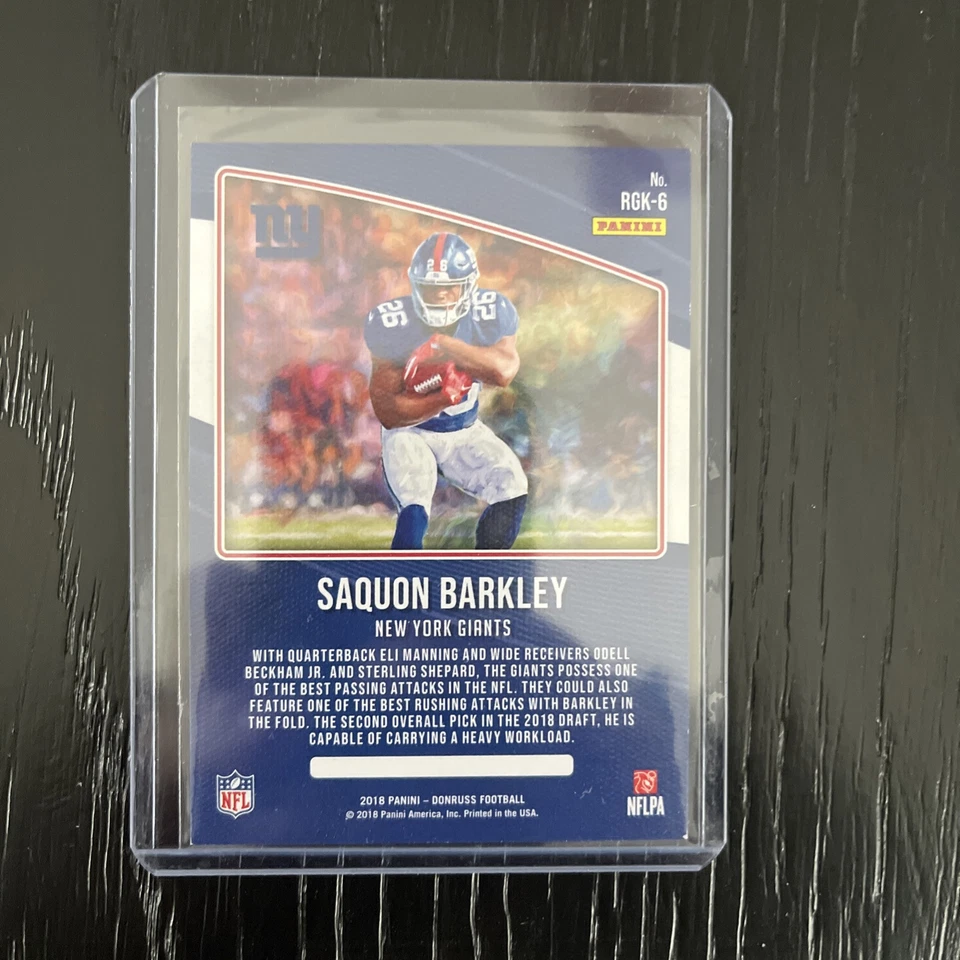 No.
RGK-6
PANINI
NY
26
26
26
SAQUON BARKLEY
NEW YORK GIANTS
WITH QUARTERBACK ELI MANNING AND WIDE RECEIVERS ODELL
BECKHAM JR. AND STERLING SHEPARD, THE GIANTS POSSESS ONE
OF THE BEST PASSING ATTACKS IN THE NFL. THEY COULD ALSO
FEATURE ONE OF THE BEST RUSHING ATTACKS WITH BARKLEY IN
THE FOLD. THE SECOND OVERALL PICK IN THE 2018 DRAFT, HE IS
CAPABLE OF CARRYING A HEAVY WORKLOAD.
NFL
NFLPA
2018 PANINI – DONRUSS FOOTBALL
© 2018 Panini America, Inc. Printed in the USA.